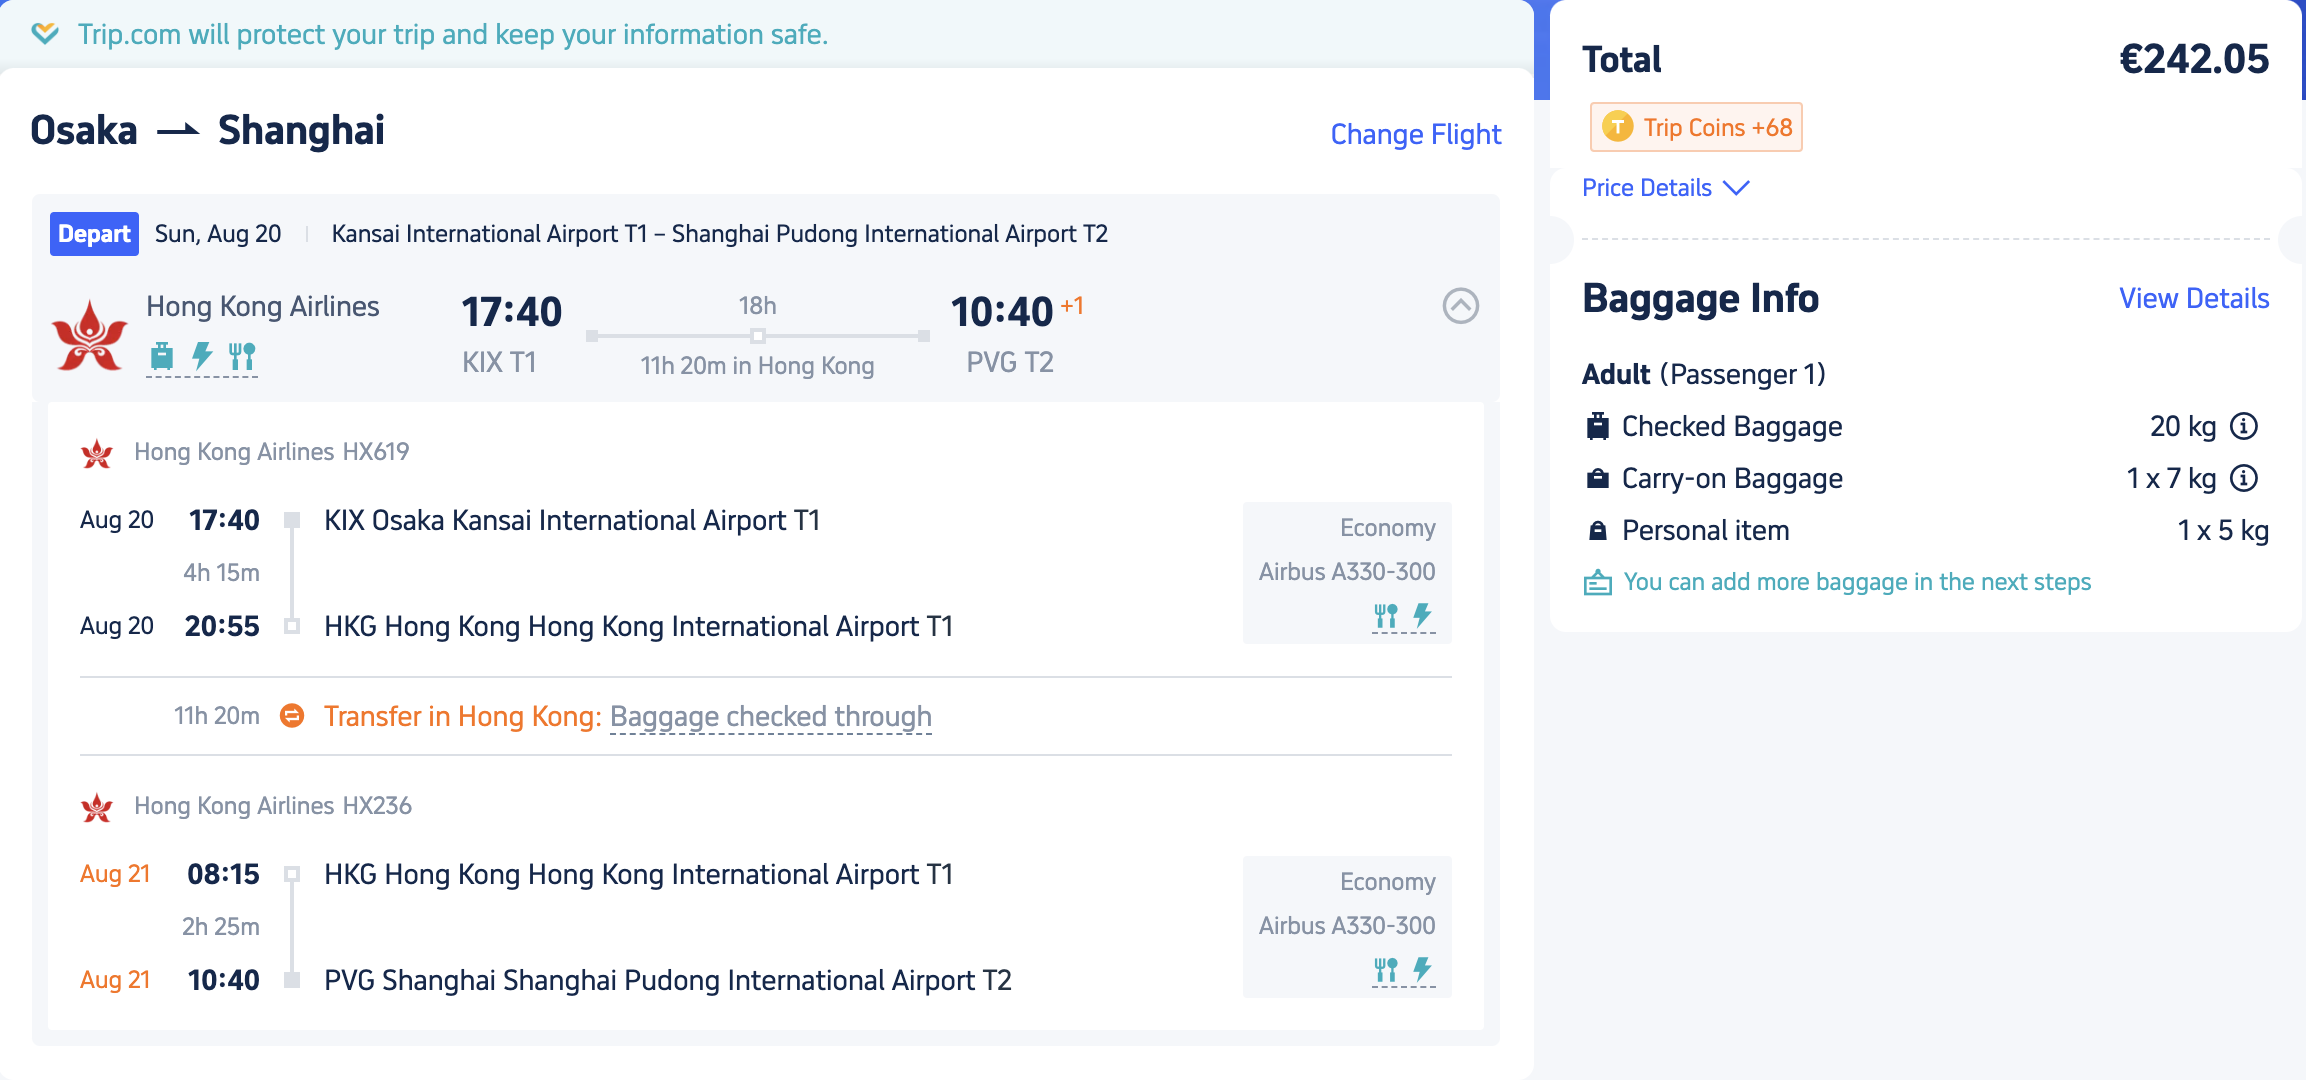 Trip.com will protect your trip and keep your information safe.
Osaka Shanghai
Change Flight
Depart Sun, Aug 20 Kansai International Airport T1 – Shanghai Pudong International Airport T2
Hong Kong Airlines
17:40
KIX T1
18h
11h 20m in Hong Kong
10:40 +1
PVG T2
Hong Kong Airlines HX619
Aug 20 17:40 KIX Osaka Kansai International Airport T1
4h 15m
Aug 20 20:55 HKG Hong Kong Hong Kong International Airport T1
Economy
Airbus A330-300
11h 20m Transfer in Hong Kong: Baggage checked through
Hong Kong Airlines HX236
Aug 21 08:15 HKG Hong Kong Hong Kong International Airport T1
2h 25m
Aug 21 10:40 PVG Shanghai Shanghai Pudong International Airport T2
Economy
Airbus A330-300
Total €242.05
T Trip Coins +68
Price Details
Baggage Info View Details
Adult (Passenger 1)
Checked Baggage 20 kg
Carry-on Baggage 1 x 7 kg
Personal item 1 x 5 kg
You can add more baggage in the next steps